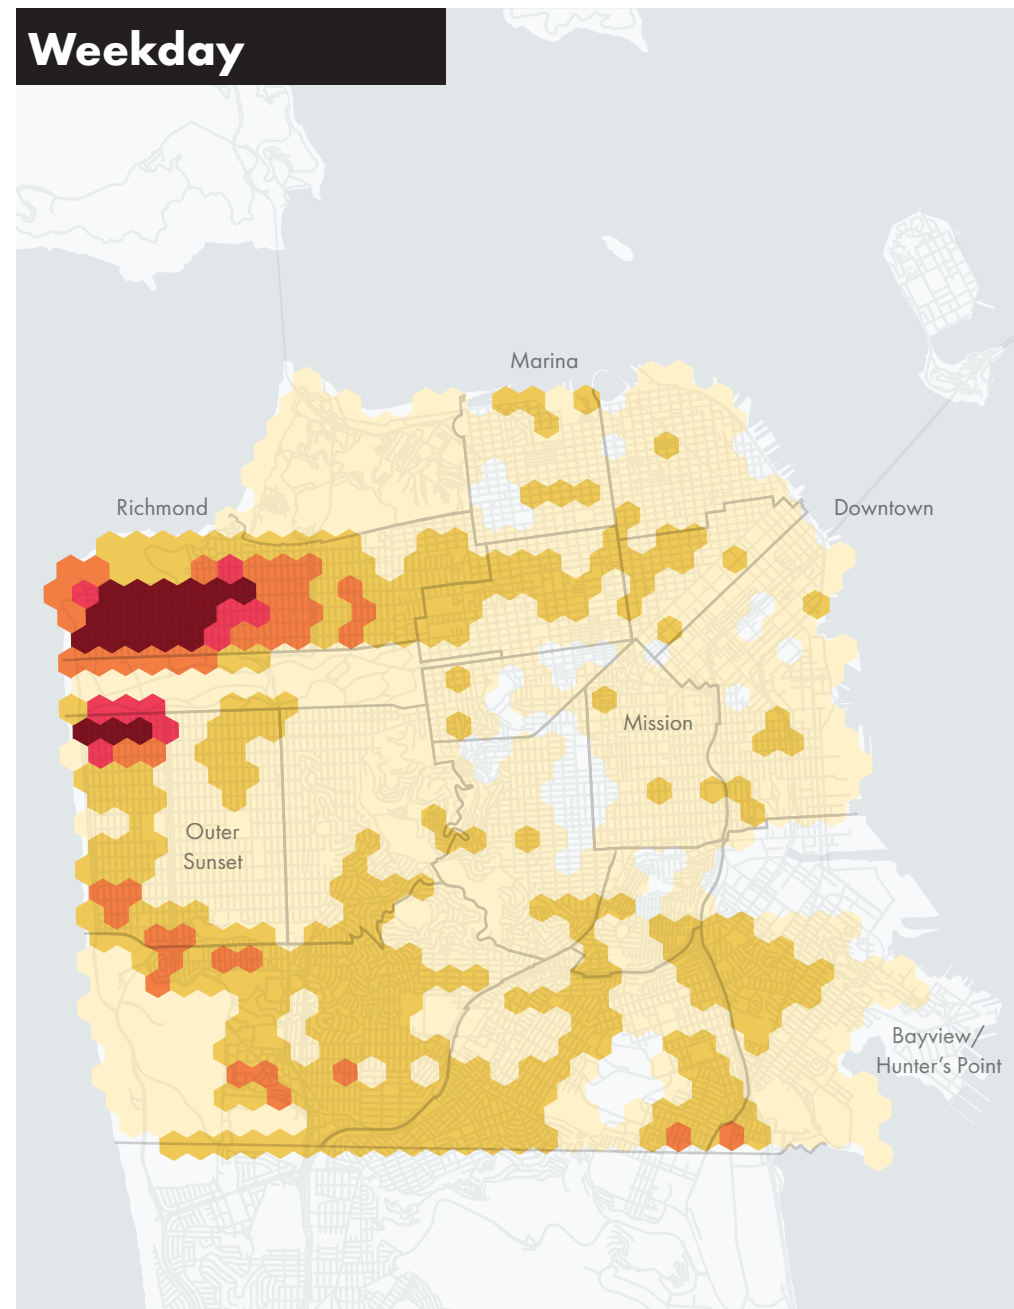 Weekday
Marina
Richmond
Downtown
Mission
Outer
Sunset
Bayview/
Hunter's Point